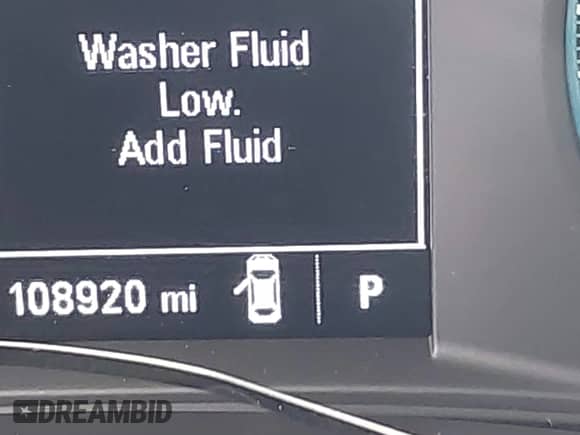 Washer Fluid
Low.
Add Fluid
108920 mi P
DREAMBID